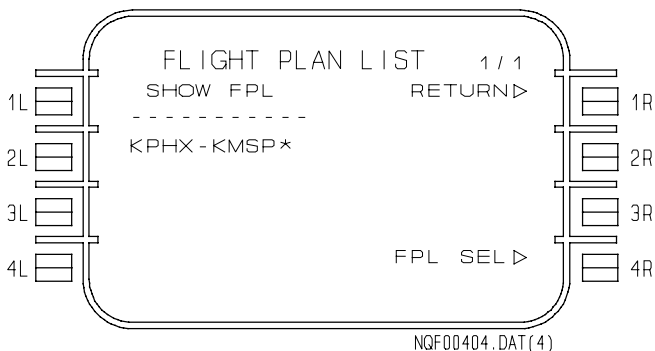 FLIGHT PLAN LIST 1/1
SHOW FPL RETURN▷
1L 1R
-----------
2L KPHX-KMSP* 2R
3L 3R
FPL SEL▷
4L 4R
NQF00404.DAT(4)